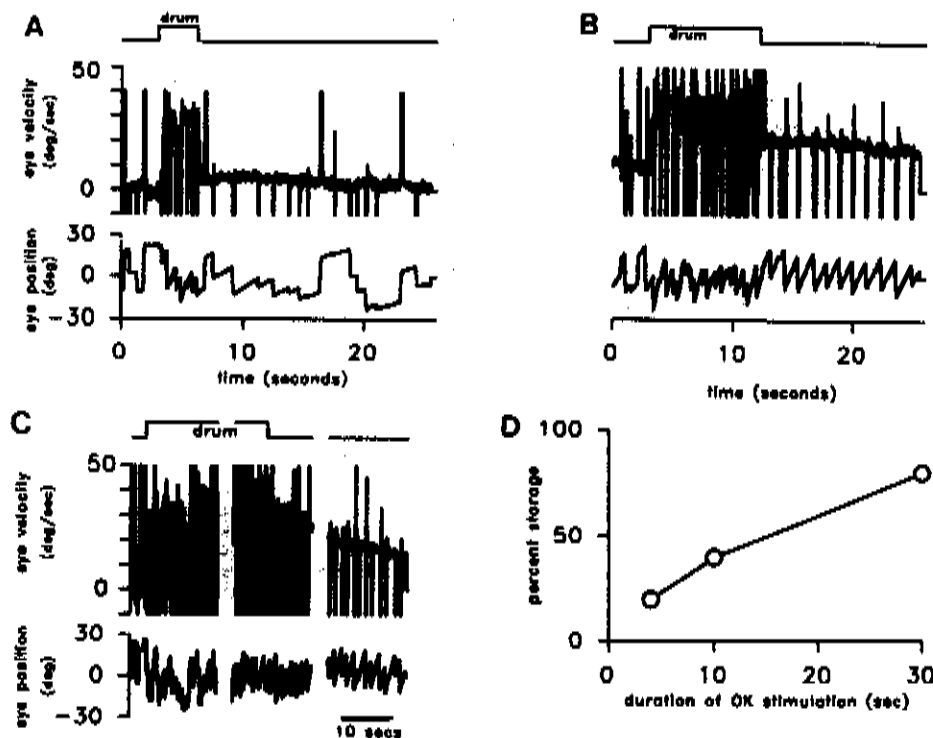 A
drum
50
0
eye velocity
(deg/sec)
30
0
-30
eye position
(deg)
0
10
20
time (seconds)
B
drum
0
10
20
time (seconds)
C
drum
50
0
eye velocity
(deg/sec)
30
0
-30
eye position
(deg)
10 secs
D
100
50
0
percent storage
0
10
20
30
duration of OK stimulation (sec)